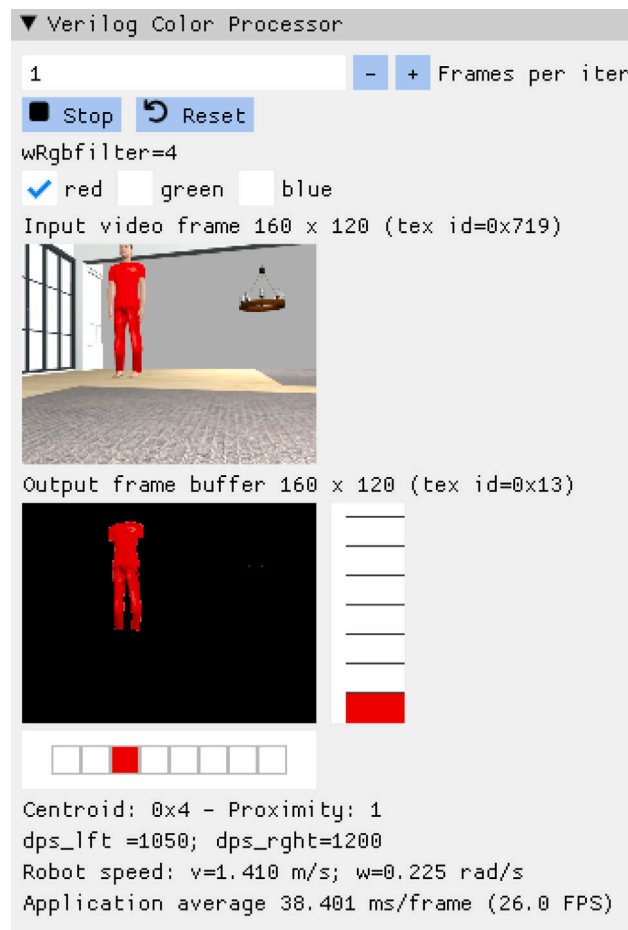 Verilog Color Processor
1 - + Frames per iter
Stop Reset
wRgbfilter=4
red green blue
Input video frame 160 x 120 (tex id=0x719)
Output frame buffer 160 x 120 (tex id=0x13)
Centroid: 0x4 - Proximity: 1
dps_lft =1050; dps_rght=1200
Robot speed: v=1.410 m/s; w=0.225 rad/s
Application average 38.401 ms/frame (26.0 FPS)